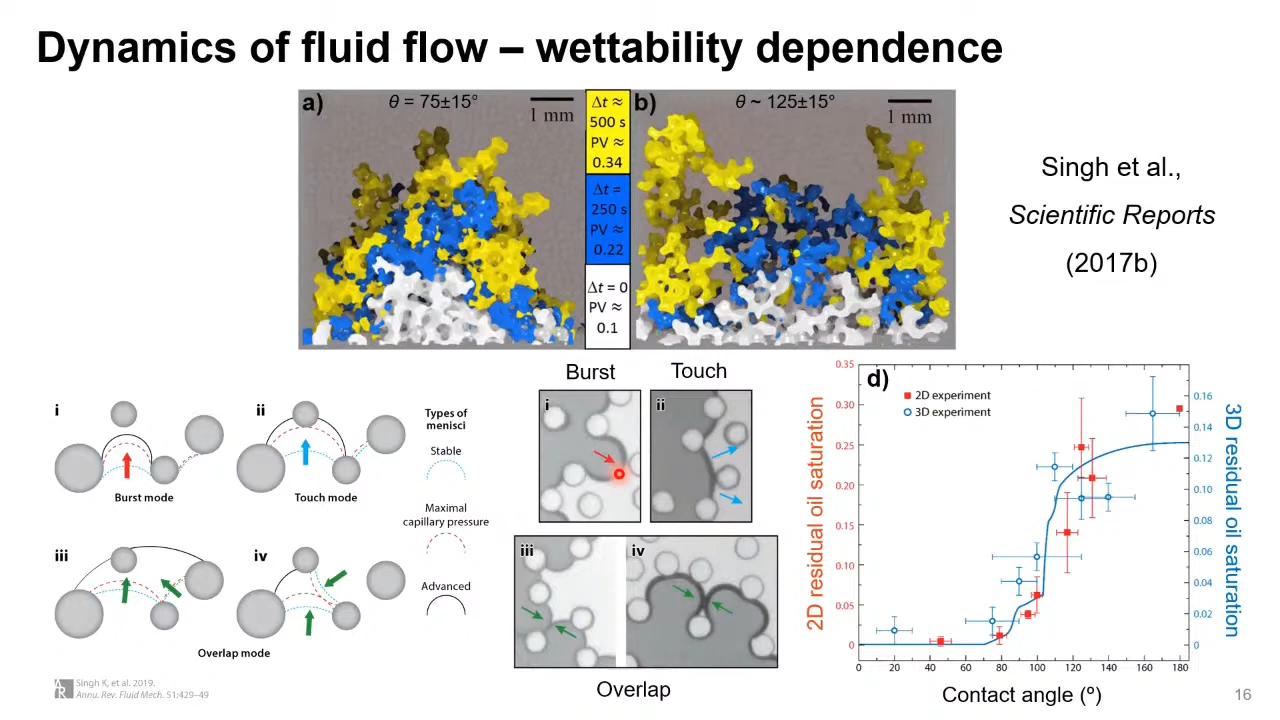 Dynamics of fluid flow – wettability dependence
a)
θ = 75±15°
1 mm
Δt ≈
500 s
PV ≈
0.34
Δt =
250 s
PV ≈
0.22
Δt = 0
PV ≈
0.1
b)
θ ~ 125±15°
1 mm
Singh et al.,
Scientific Reports
(2017b)
i
Burst mode
ii
Touch mode
iii
iv
Overlap mode
Types of
menisci
Stable
Maximal
capillary pressure
Advanced
Singh K, et al. 2019.
Annu. Rev. Fluid Mech. 51:429–49
Burst
Touch
i
ii
iii
iv
Overlap
d)
2D experiment
3D experiment
2D residual oil saturation
0.35
0.30
0.25
0.20
0.15
0.10
0.05
0
0
20
40
60
80
100
120
140
160
180
Contact angle (º)
0.16
0.14
0.12
0.10
0.08
0.06
0.04
0.02
0
3D residual oil saturation
16